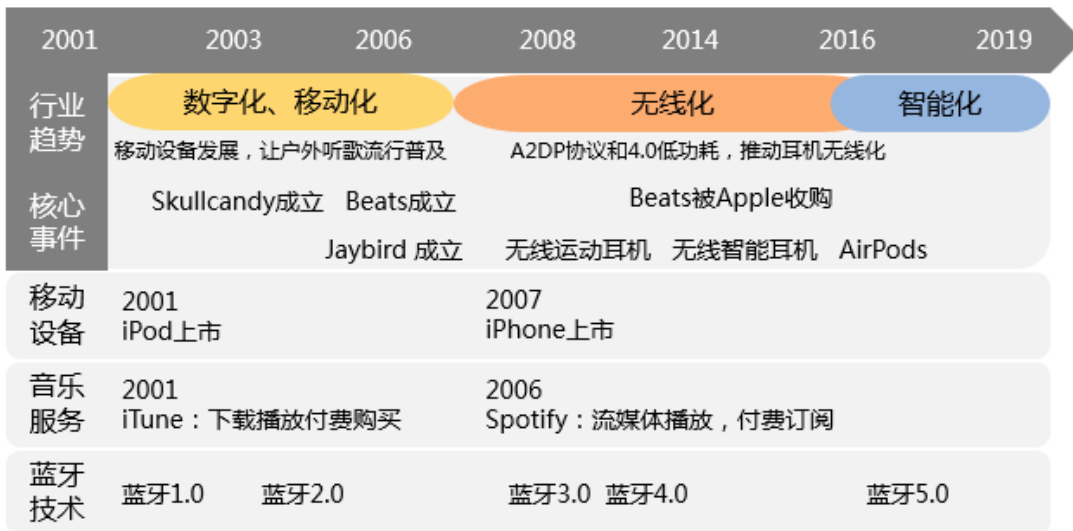 2001 2003 2006 2008 2014 2016 2019
行业
趋势
数字化、移动化 无线化 智能化
移动设备发展，让户外听歌流行普及 A2DP协议和4.0低功耗，推动耳机无线化
核心
事件
Skullcandy成立 Beats成立 Beats被Apple收购
Jaybird 成立 无线运动耳机 无线智能耳机 AirPods
移动
设备
2001 2007
iPod上市 iPhone上市
音乐
服务
2001 2006
iTune：下载播放付费购买 Spotify：流媒体播放，付费订阅
蓝牙
技术
蓝牙1.0 蓝牙2.0 蓝牙3.0 蓝牙4.0 蓝牙5.0